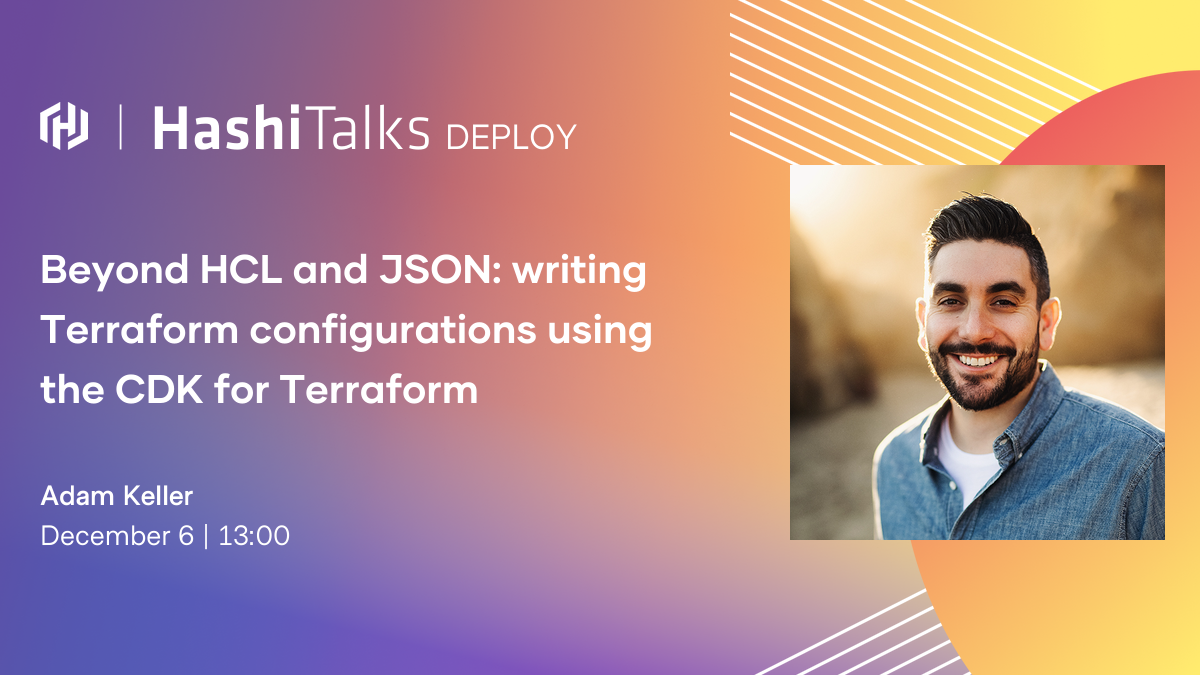 HashiTalks DEPLOY
Beyond HCL and JSON: writing
Terraform configurations using
the CDK for Terraform
Adam Keller
December 6 | 13:00